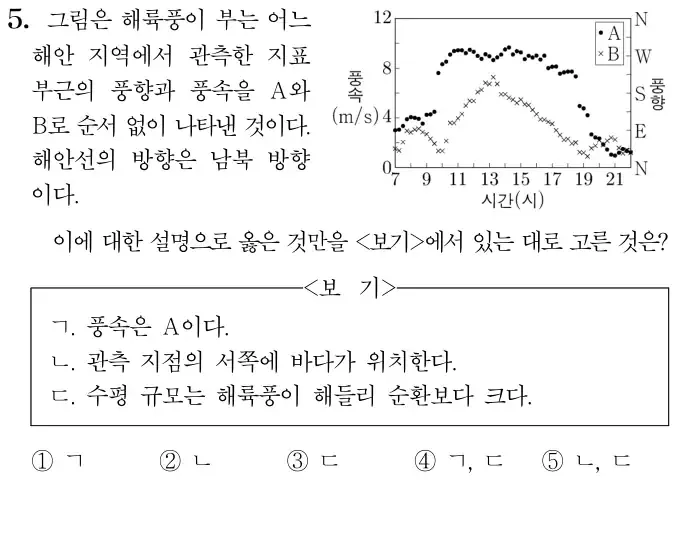 5. 그림은 해륙풍이 부는 어느
해안 지역에서 관측한 지표
부근의 풍향과 풍속을 A와
B로 순서 없이 나타낸 것이다.
해안선의 방향은 남북 방향
이다.
12
8
4
0
풍속
(m/s)
• A
× B
N
W
S
E
N
풍향
7 9 11 13 15 17 19 21
시간(시)
이에 대한 설명으로 옳은 것만을 <보기>에서 있는 대로 고른 것은?
<보 기>
ㄱ. 풍속은 A이다.
ㄴ. 관측 지점의 서쪽에 바다가 위치한다.
ㄷ. 수평 규모는 해륙풍이 해들리 순환보다 크다.
① ㄱ ② ㄴ ③ ㄷ ④ ㄱ, ㄷ ⑤ ㄴ, ㄷ